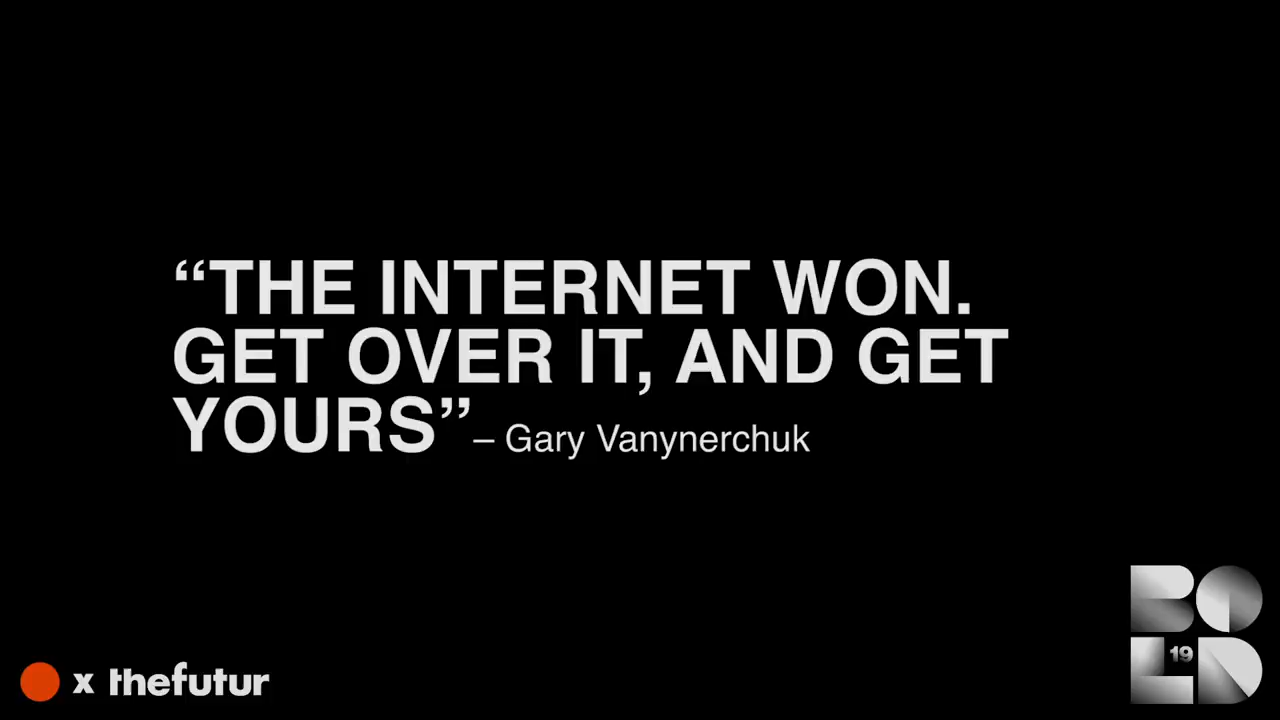 “THE INTERNET WON.
GET OVER IT, AND GET
YOURS” – Gary Vanynerchuk
x thefutur
BOLD
19